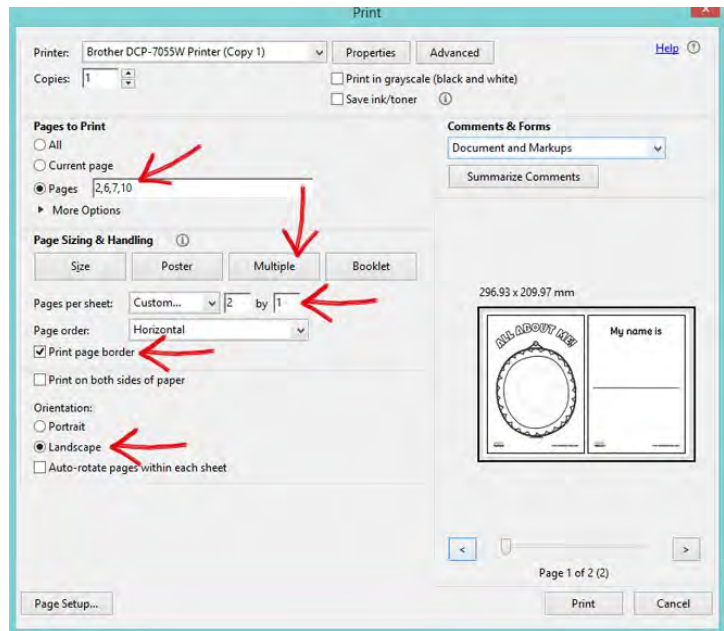 Print
Printer: Brother DCP-7055W Printer (Copy 1) Properties Advanced Help
Copies: 1 Print in grayscale (black and white)
Save ink/toner
Pages to Print
All
Current page
Pages 2,6,7,10
More Options
Comments & Forms
Document and Markups
Summarize Comments
Page Sizing & Handling
Size Poster Multiple Booklet
Pages per sheet: Custom... 2 by 1
Page order: Horizontal
Print page border
Print on both sides of paper
Orientation:
Portrait
Landscape
Auto-rotate pages within each sheet
296.93 x 209.97 mm
ALL ABOUT ME!
My name is
< >
Page 1 of 2 (2)
Page Setup... Print Cancel